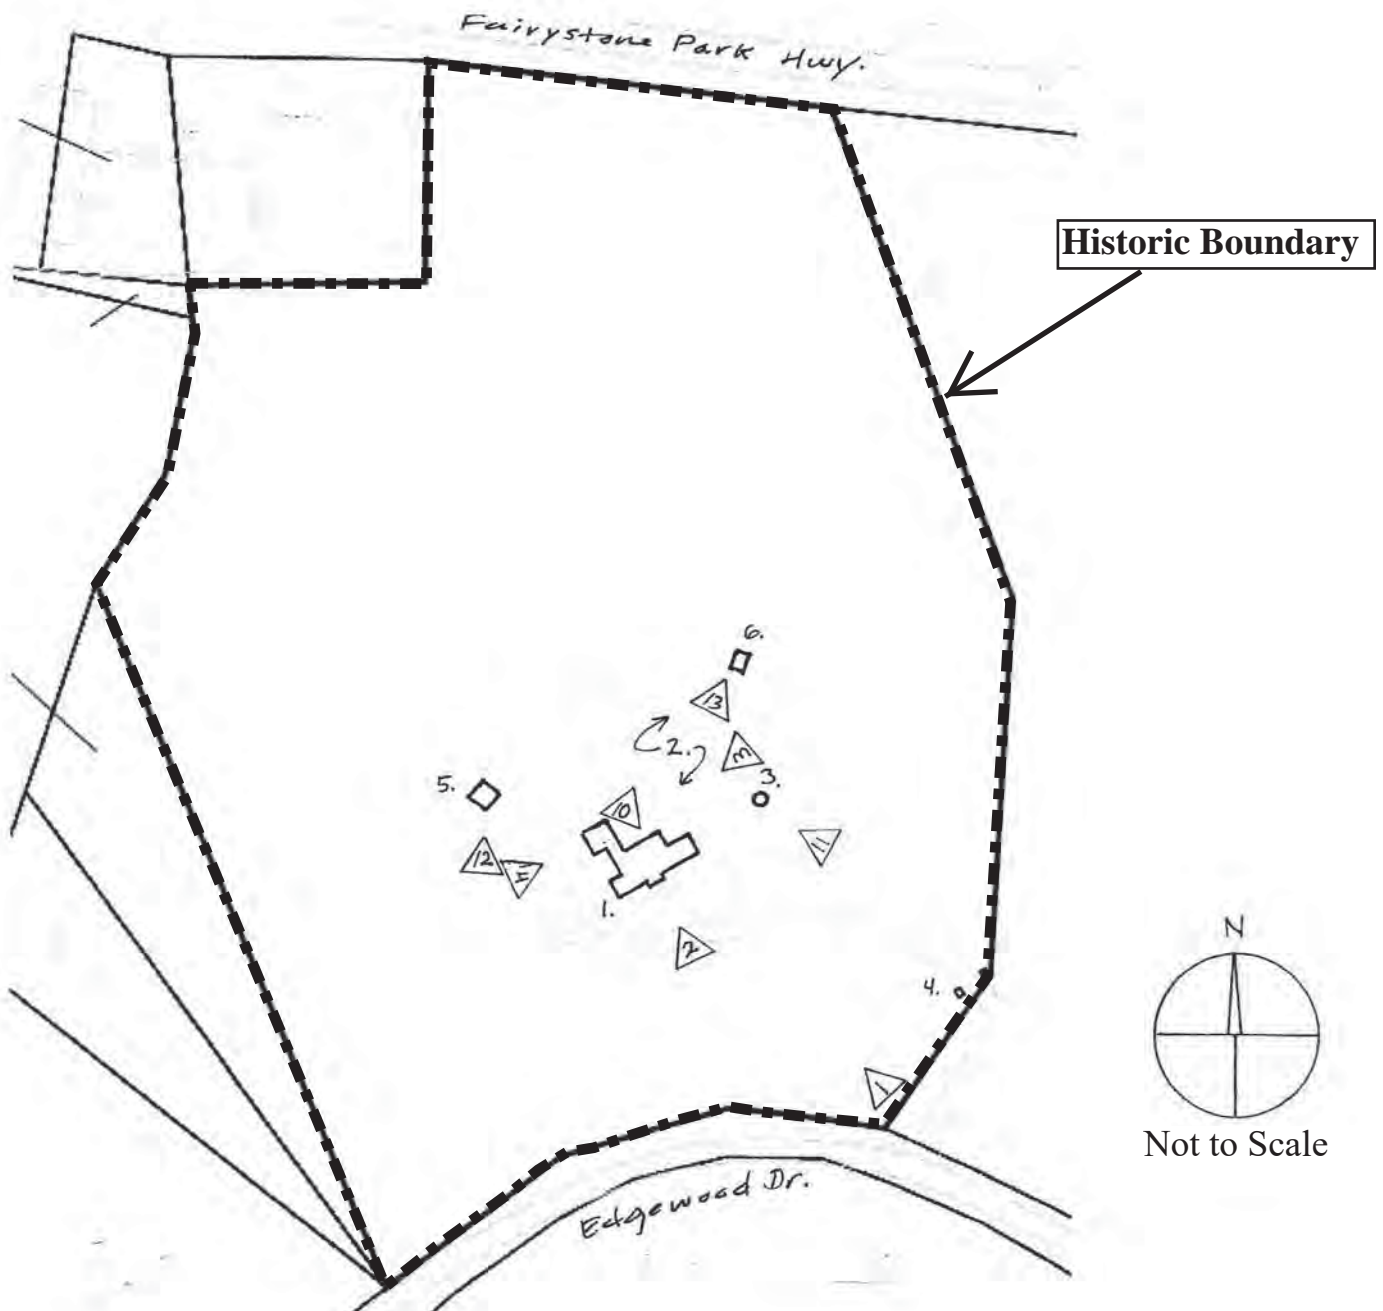 Fairystone Park Hwy.
Historic Boundary
6.
13
2.
3
3.
5.
10
11
12
1.
2
4.
N
1
Not to Scale
Edgewood Dr.